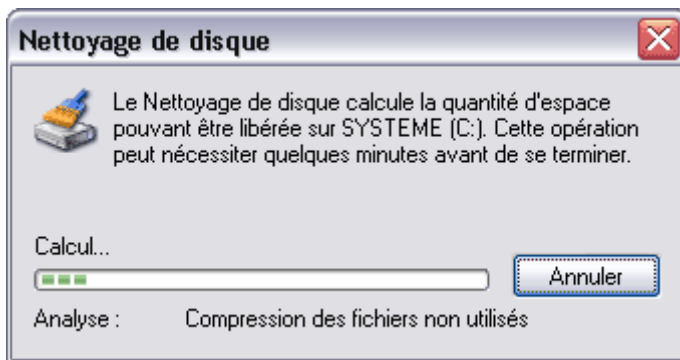 Nettoyage de disque
Le Nettoyage de disque calcule la quantité d'espace
pouvant être libérée sur SYSTEME (C:). Cette opération
peut nécessiter quelques minutes avant de se terminer.
Calcul...
Annuler
Analyse : Compression des fichiers non utilisés